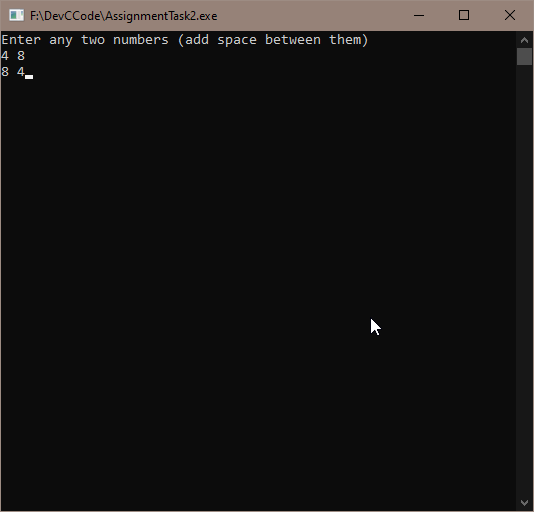 F:\DevCCode\AssignmentTask2.exe
Enter any two numbers (add space between them)
4 8
8 4